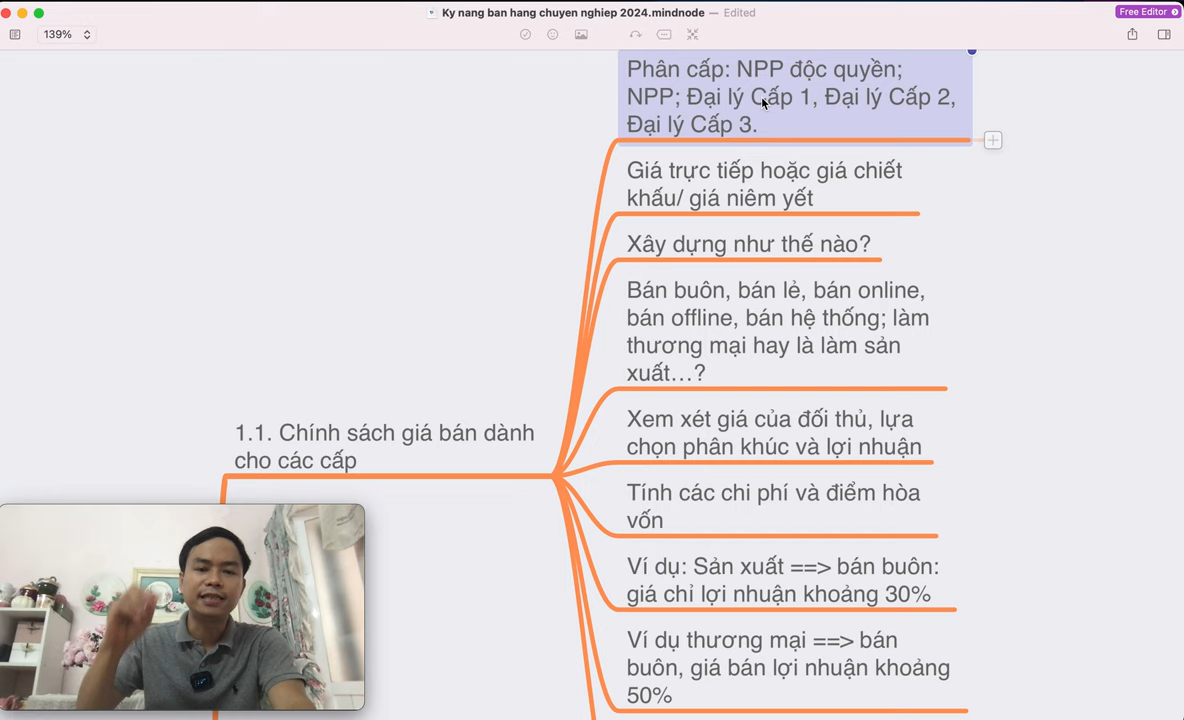 Ky nang ban hang chuyen nghiep 2024.mindnode — Edited
Free Editor
139%
Phân cấp: NPP độc quyền;
NPP; Đại lý Cấp 1, Đại lý Cấp 2,
Đại lý Cấp 3.
Giá trực tiếp hoặc giá chiết
khấu/ giá niêm yết
Xây dựng như thế nào?
Bán buôn, bán lẻ, bán online,
bán offline, bán hệ thống; làm
thương mại hay là làm sản
xuất…?
1.1. Chính sách giá bán dành
cho các cấp
Xem xét giá của đối thủ, lựa
chọn phân khúc và lợi nhuận
Tính các chi phí và điểm hòa
vốn
Ví dụ: Sản xuất ==> bán buôn:
giá chỉ lợi nhuận khoảng 30%
Ví dụ thương mại ==> bán
buôn, giá bán lợi nhuận khoảng
50%